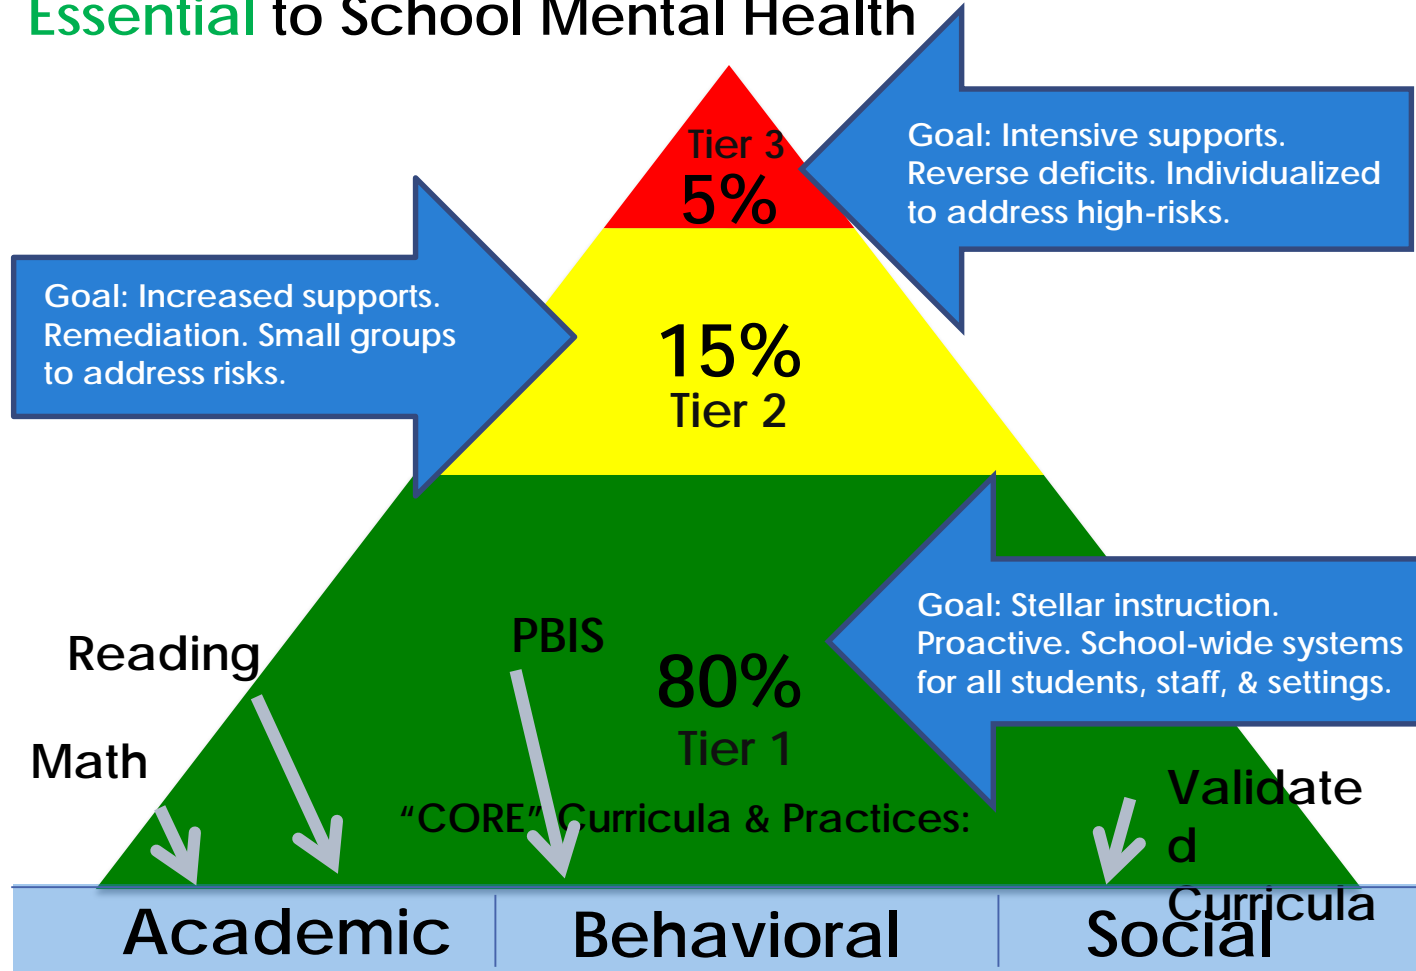 Essential to School Mental Health
Tier 3
5%
Goal: Intensive supports.
Reverse deficits. Individualized
to address high-risks.
Goal: Increased supports.
Remediation. Small groups
to address risks.
15%
Tier 2
Goal: Stellar instruction.
Proactive. School-wide systems
for all students, staff, & settings.
Reading
PBIS
80%
Tier 1
Math
“CORE” Curricula & Practices:
Validate
d
Curricula
Academic
Behavioral
Social